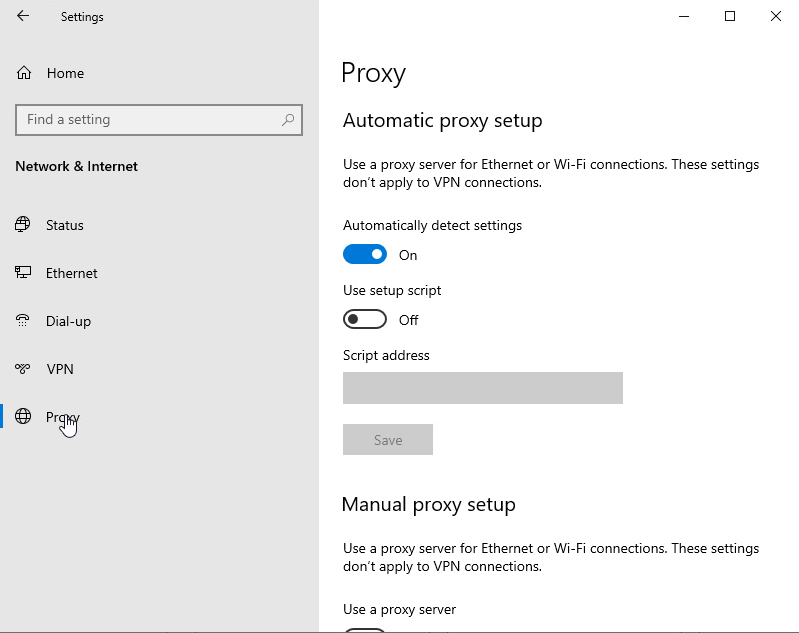 Settings
Home
Find a setting
Network & Internet
Status
Ethernet
Dial-up
VPN
Proxy
Proxy
Automatic proxy setup
Use a proxy server for Ethernet or Wi-Fi connections. These settings
don't apply to VPN connections.
Automatically detect settings
On
Use setup script
Off
Script address
Save
Manual proxy setup
Use a proxy server for Ethernet or Wi-Fi connections. These settings
don't apply to VPN connections.
Use a proxy server